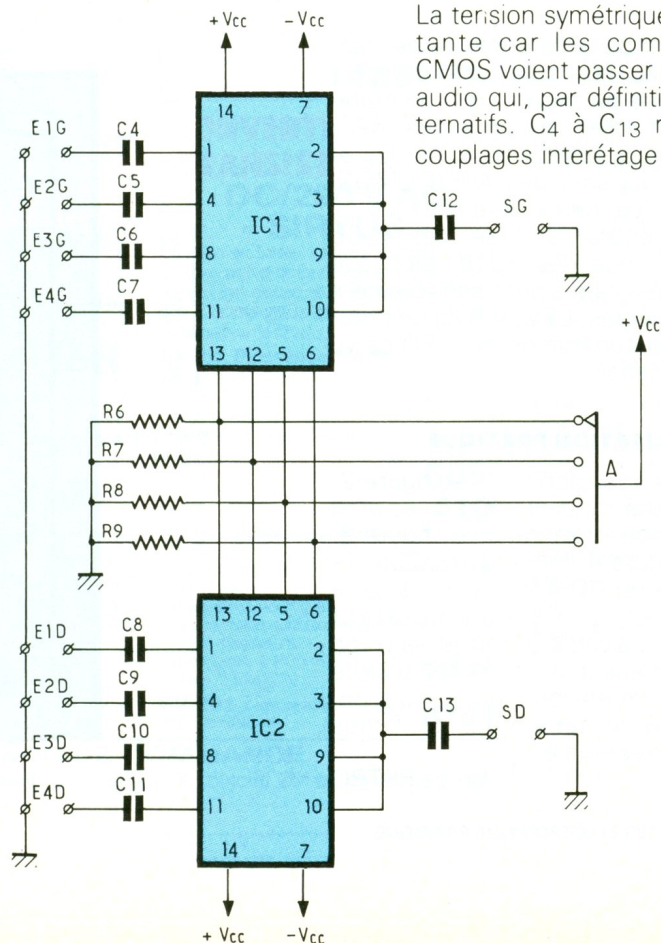 La tension symétrique
tante car les com
CMOS voient passer
audio qui, par définiti
ternatifs. C4 à C13 r
couplages interétage
+ Vcc
– Vcc
14
7
E1G
C4
1
2
E2G
C5
4
3
IC1
C12
SG
E3G
C6
8
9
E4G
C7
11
10
13 12 5 6
+ Vcc
R6
R7
A
R8
R9
13 12 5 6
E1D
C8
1
2
E2D
C9
4
3
IC2
C13
SD
E3D
C10
8
9
E4D
C11
11
10
14
7
+ Vcc
–Vcc